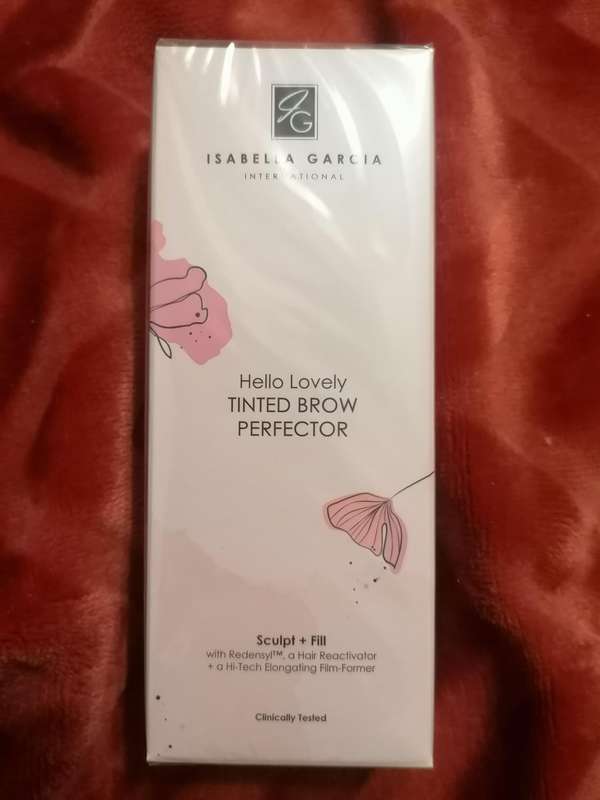 IG
ISABELLA GARCIA
INTERNATIONAL
Hello Lovely
TINTED BROW
PERFECTOR
Sculpt + Fill
with Redensyl™, a Hair Reactivator
+ a Hi-Tech Elongating Film-Former
Clinically Tested